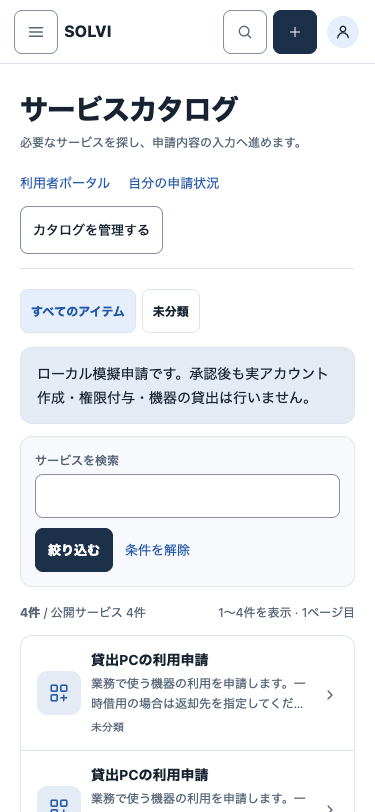 SOLVI
サービスカタログ
必要なサービスを探し、申請内容の入力へ進めます。
利用者ポータル 自分の申請状況
カタログを管理する
すべてのアイテム 未分類
ローカル模擬申請です。承認後も実アカウント
作成・権限付与・機器の貸出は行いません。
サービスを検索
絞り込む 条件を解除
4件 / 公開サービス 4件 1〜4件を表示 · 1ページ目
貸出PCの利用申請
業務で使う機器の利用を申請します。一
時借用の場合は返却先を指定してくだ…
未分類
貸出PCの利用申請
業務で使う機器の利用を申請します。一